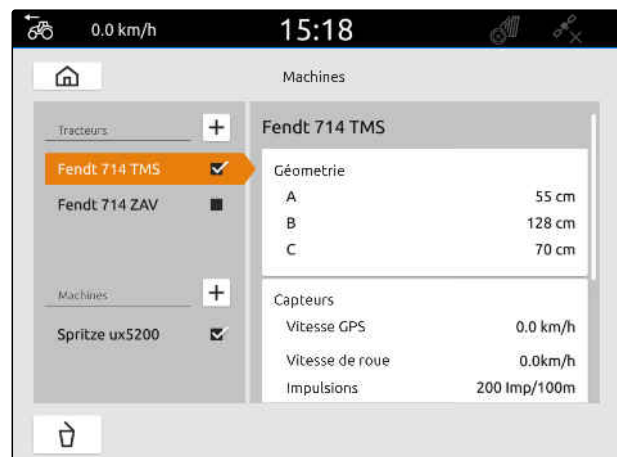 0.0 km/h
15:18
Machines
Tracteurs
Fendt 714 TMS
Fendt 714 ZAV
Machines
Spritze ux5200
Fendt 714 TMS
Géometrie
A 55 cm
B 128 cm
C 70 cm
Capteurs
Vitesse GPS 0.0 km/h
Vitesse de roue 0.0km/h
Impulsions 200 Imp/100m